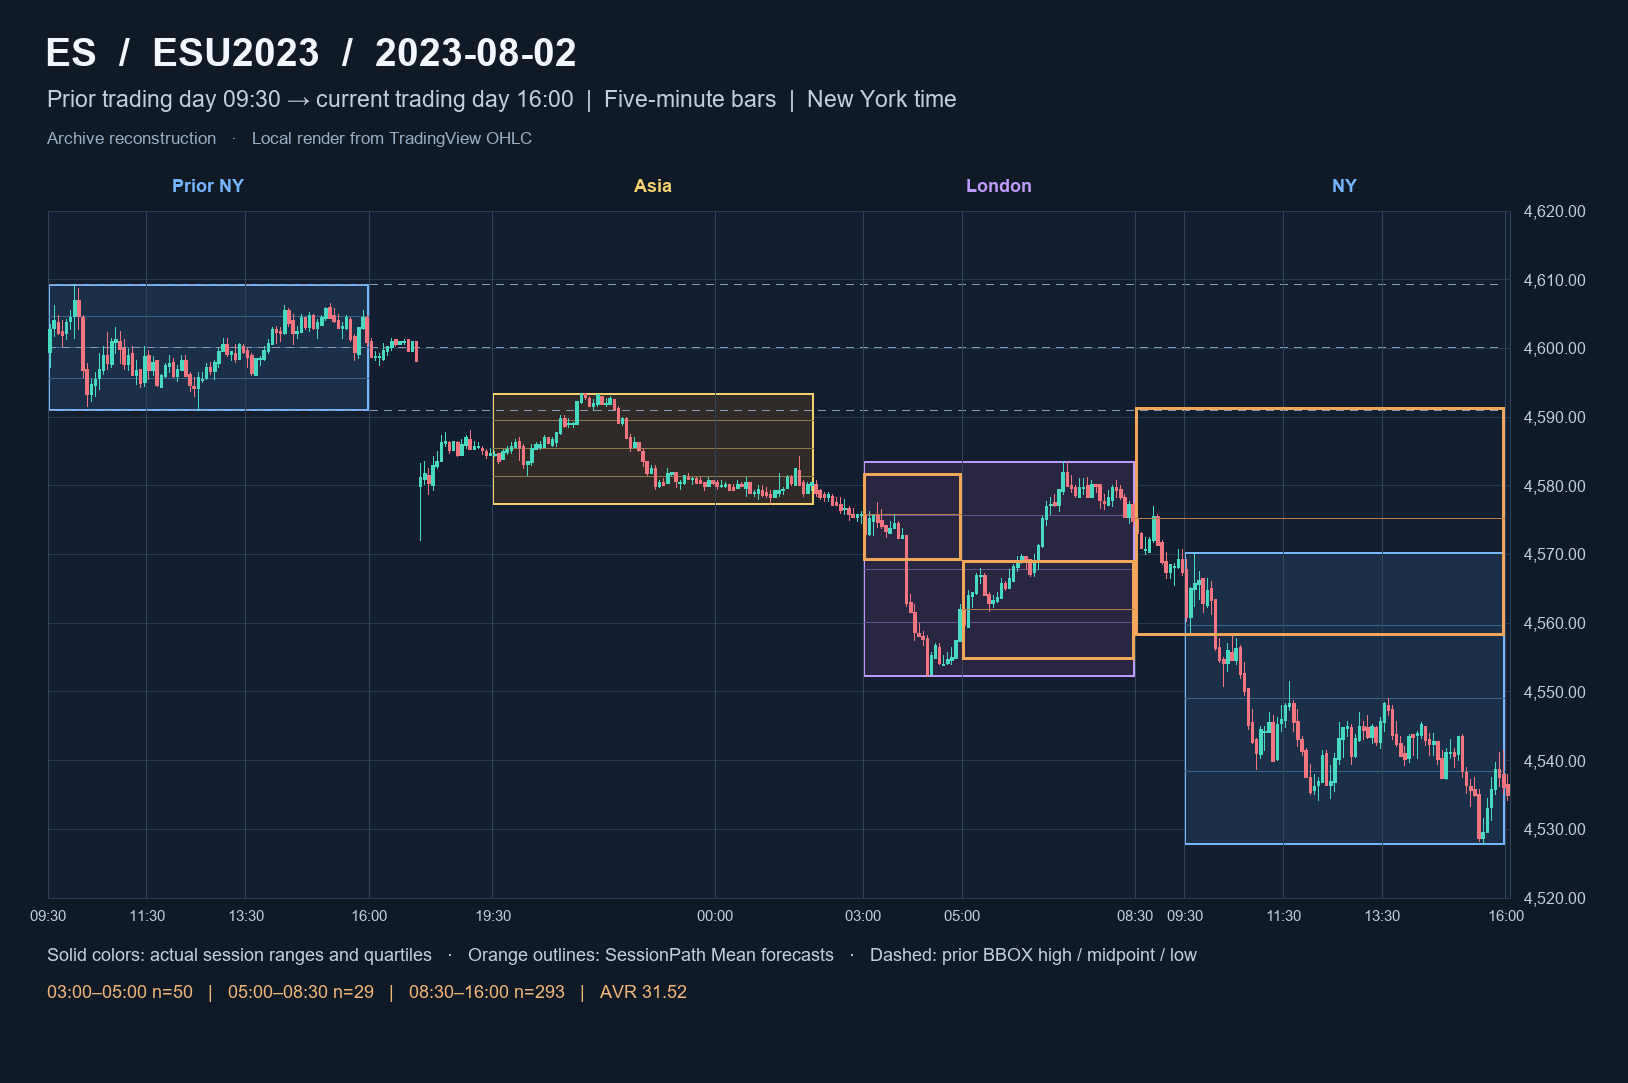 ES / ESU2023 / 2023-08-02
Prior trading day 09:30 → current trading day 16:00 | Five-minute bars | New York time
Archive reconstruction · Local render from TradingView OHLC
Prior NY Asia London NY
4,620.00
4,610.00
4,600.00
4,590.00
4,580.00
4,570.00
4,560.00
4,550.00
4,540.00
4,530.00
4,520.00
09:30 11:30 13:30 16:00 19:30 00:00 03:00 05:00 08:30 09:30 11:30 13:30 16:00
Solid colors: actual session ranges and quartiles · Orange outlines: SessionPath Mean forecasts · Dashed: prior BBOX high / midpoint / low
03:00–05:00 n=50 | 05:00–08:30 n=29 | 08:30–16:00 n=293 | AVR 31.52